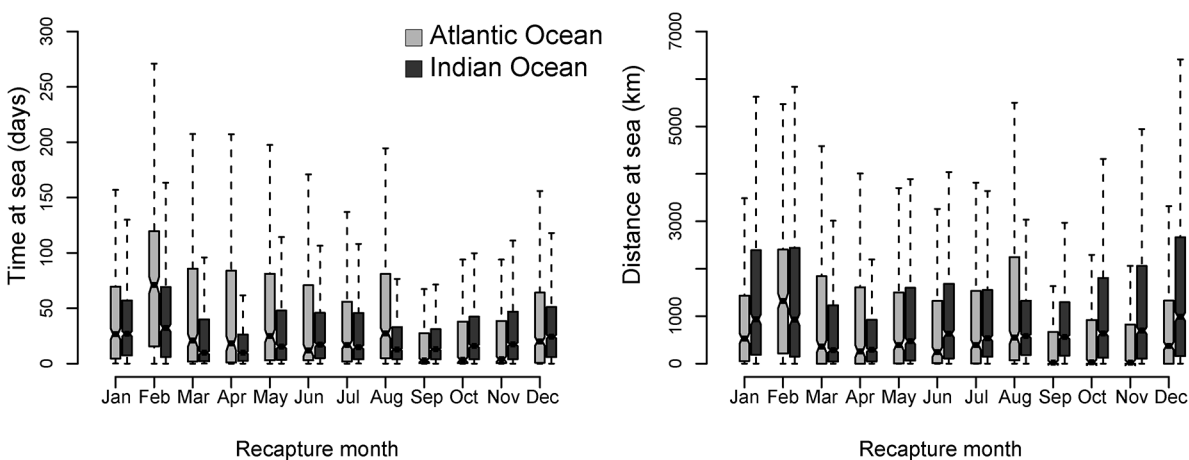 Atlantic Ocean
Indian Ocean
Time at sea (days)
300
250
200
150
100
50
0
Jan Feb Mar Apr May Jun Jul Aug Sep Oct Nov Dec
Recapture month
Distance at sea (km)
7000
5000
3000
1000
0
Jan Feb Mar Apr May Jun Jul Aug Sep Oct Nov Dec
Recapture month